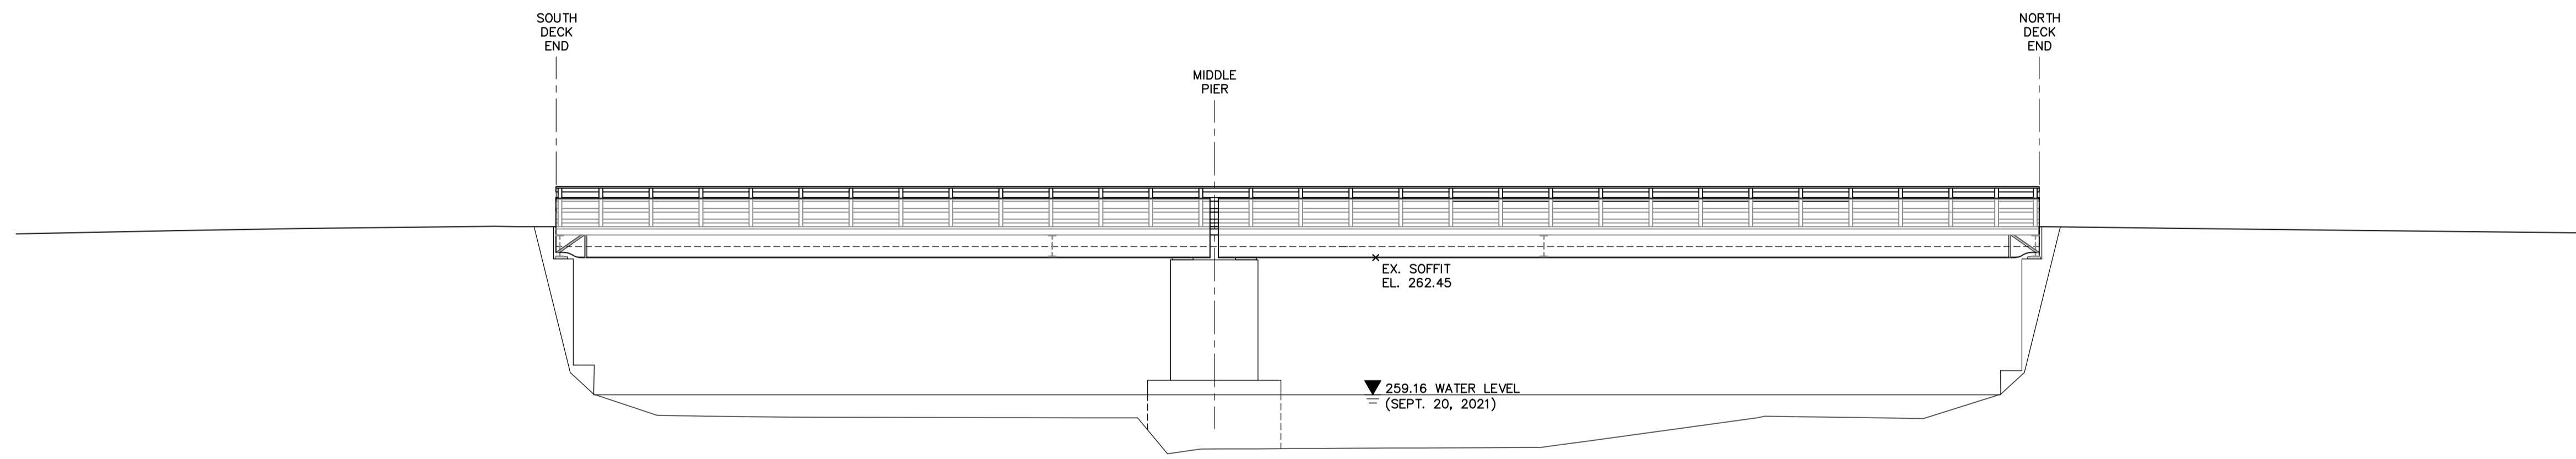 SOUTH
DECK
END
NORTH
DECK
END
MIDDLE
PIER
EX. SOFFIT
EL. 262.45
259.16 WATER LEVEL
(SEPT. 20, 2021)